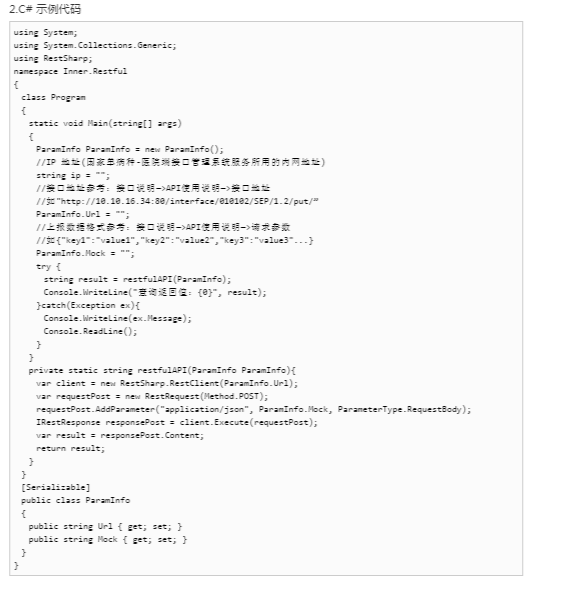 2.C# 示例代码
using System;
using System.Collections.Generic;
using RestSharp;
namespace Inner.Restful
{
class Program
{
static void Main(string[] args)
{
ParamInfo ParamInfo = new ParamInfo();
//IP 地址(国家单病种-医院端接口管理系统服务所用的内网地址)
string ip = "";
//接口地址参考：接口说明->API使用说明->接口地址
//如"http://10.10.16.34:80/interface/010102/SEP/1.2/put/"
ParamInfo.Url = "";
//上报数据格式参考：接口说明->API使用说明->请求参数
//如{"key1":"value1","key2":"value2","key3":"value3"...}
ParamInfo.Mock = "";
try {
string result = restfulAPI(ParamInfo);
Console.WriteLine("查询返回值：{0}", result);
}catch(Exception ex){
Console.WriteLine(ex.Message);
Console.ReadLine();
}
}
private static string restfulAPI(ParamInfo ParamInfo){
var client = new RestSharp.RestClient(ParamInfo.Url);
var requestPost = new RestRequest(Method.POST);
requestPost.AddParameter("application/json", ParamInfo.Mock, ParameterType.RequestBody);
IRestResponse responsePost = client.Execute(requestPost);
var result = responsePost.Content;
return result;
}
}
[Serializable]
public class ParamInfo
{
public string Url { get; set; }
public string Mock { get; set; }
}
}